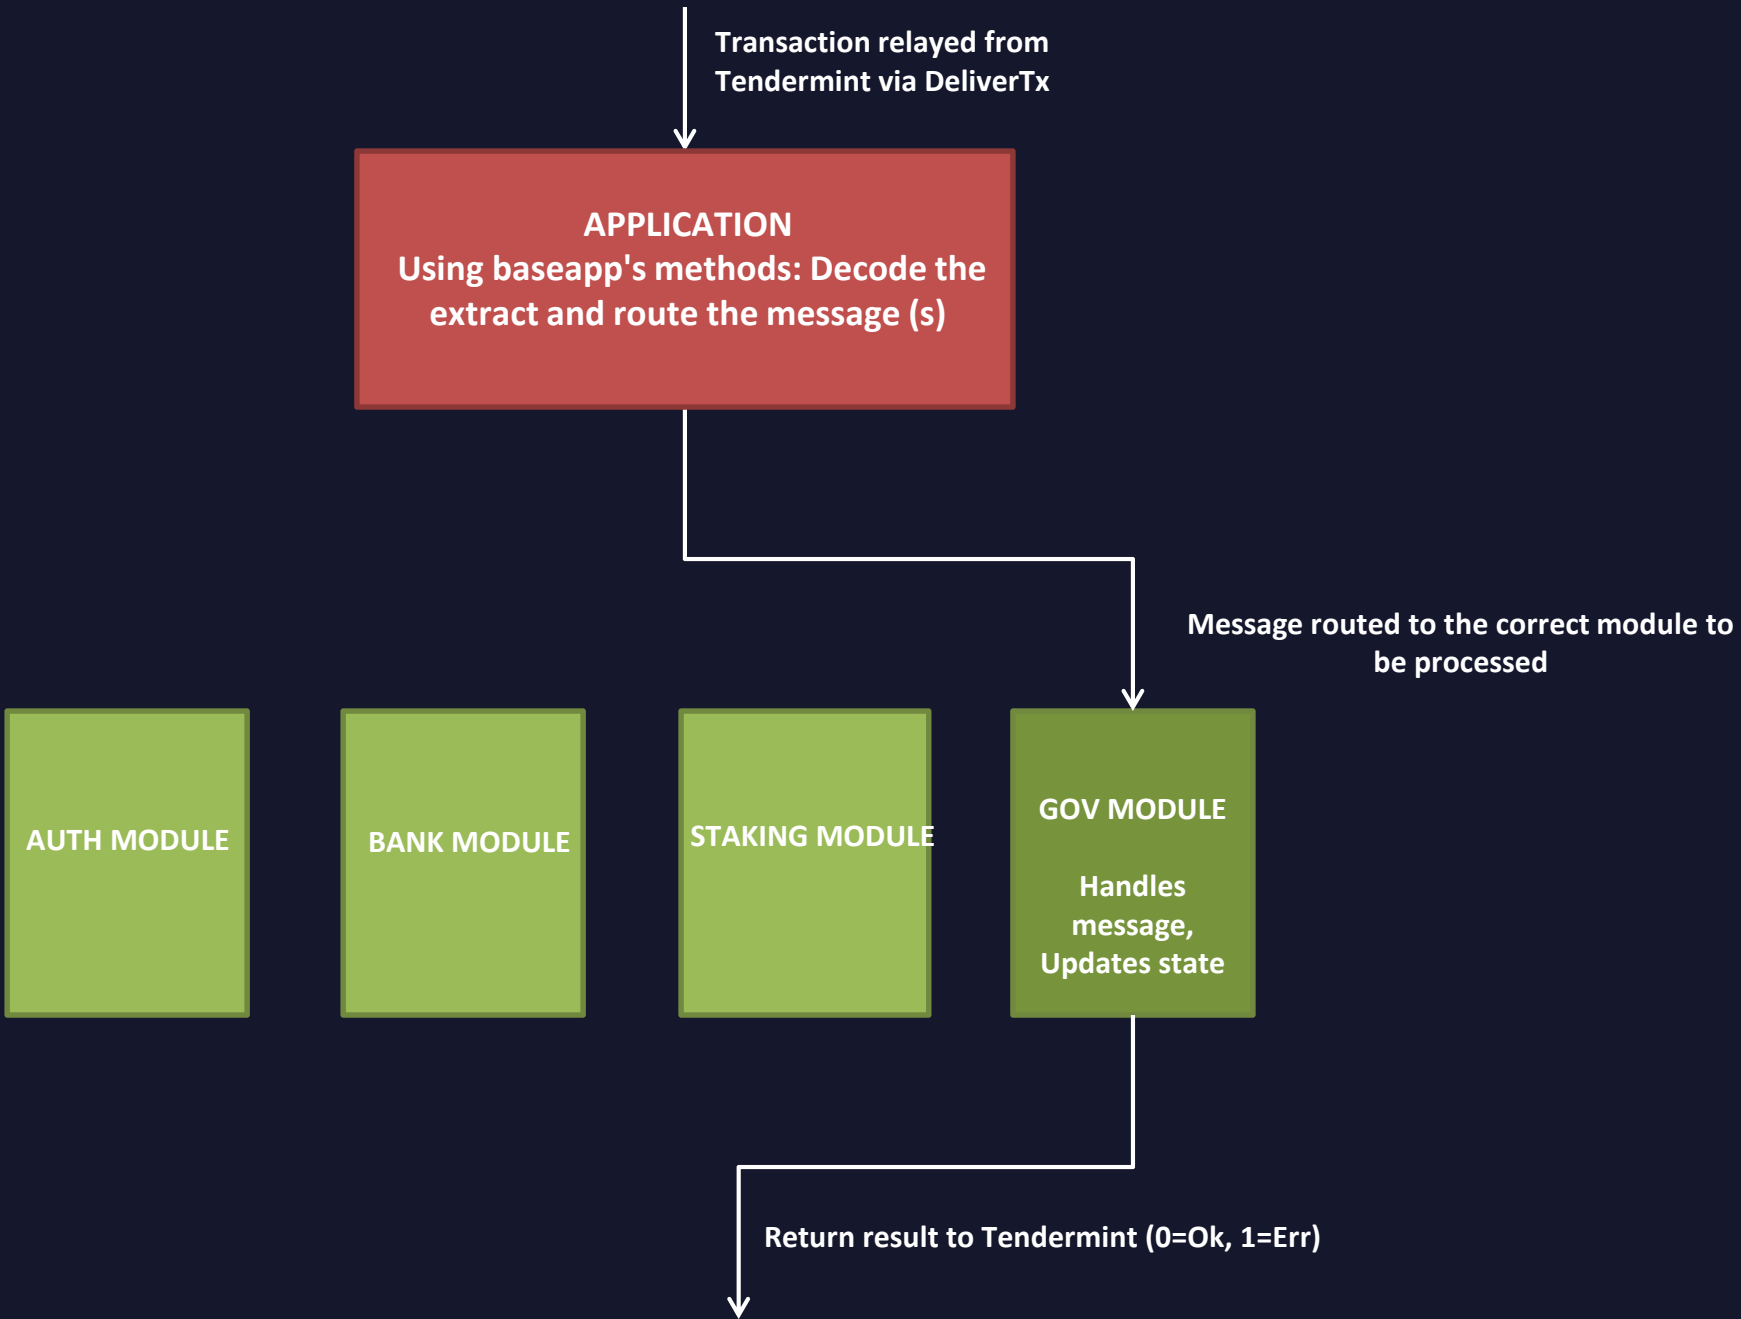 Transaction relayed from
Tendermint via DeliverTx
APPLICATION
Using baseapp's methods: Decode the
extract and route the message (s)
Message routed to the correct module to
be processed
AUTH MODULE
BANK MODULE
STAKING MODULE
GOV MODULE
Handles
message,
Updates state
Return result to Tendermint (0=Ok, 1=Err)